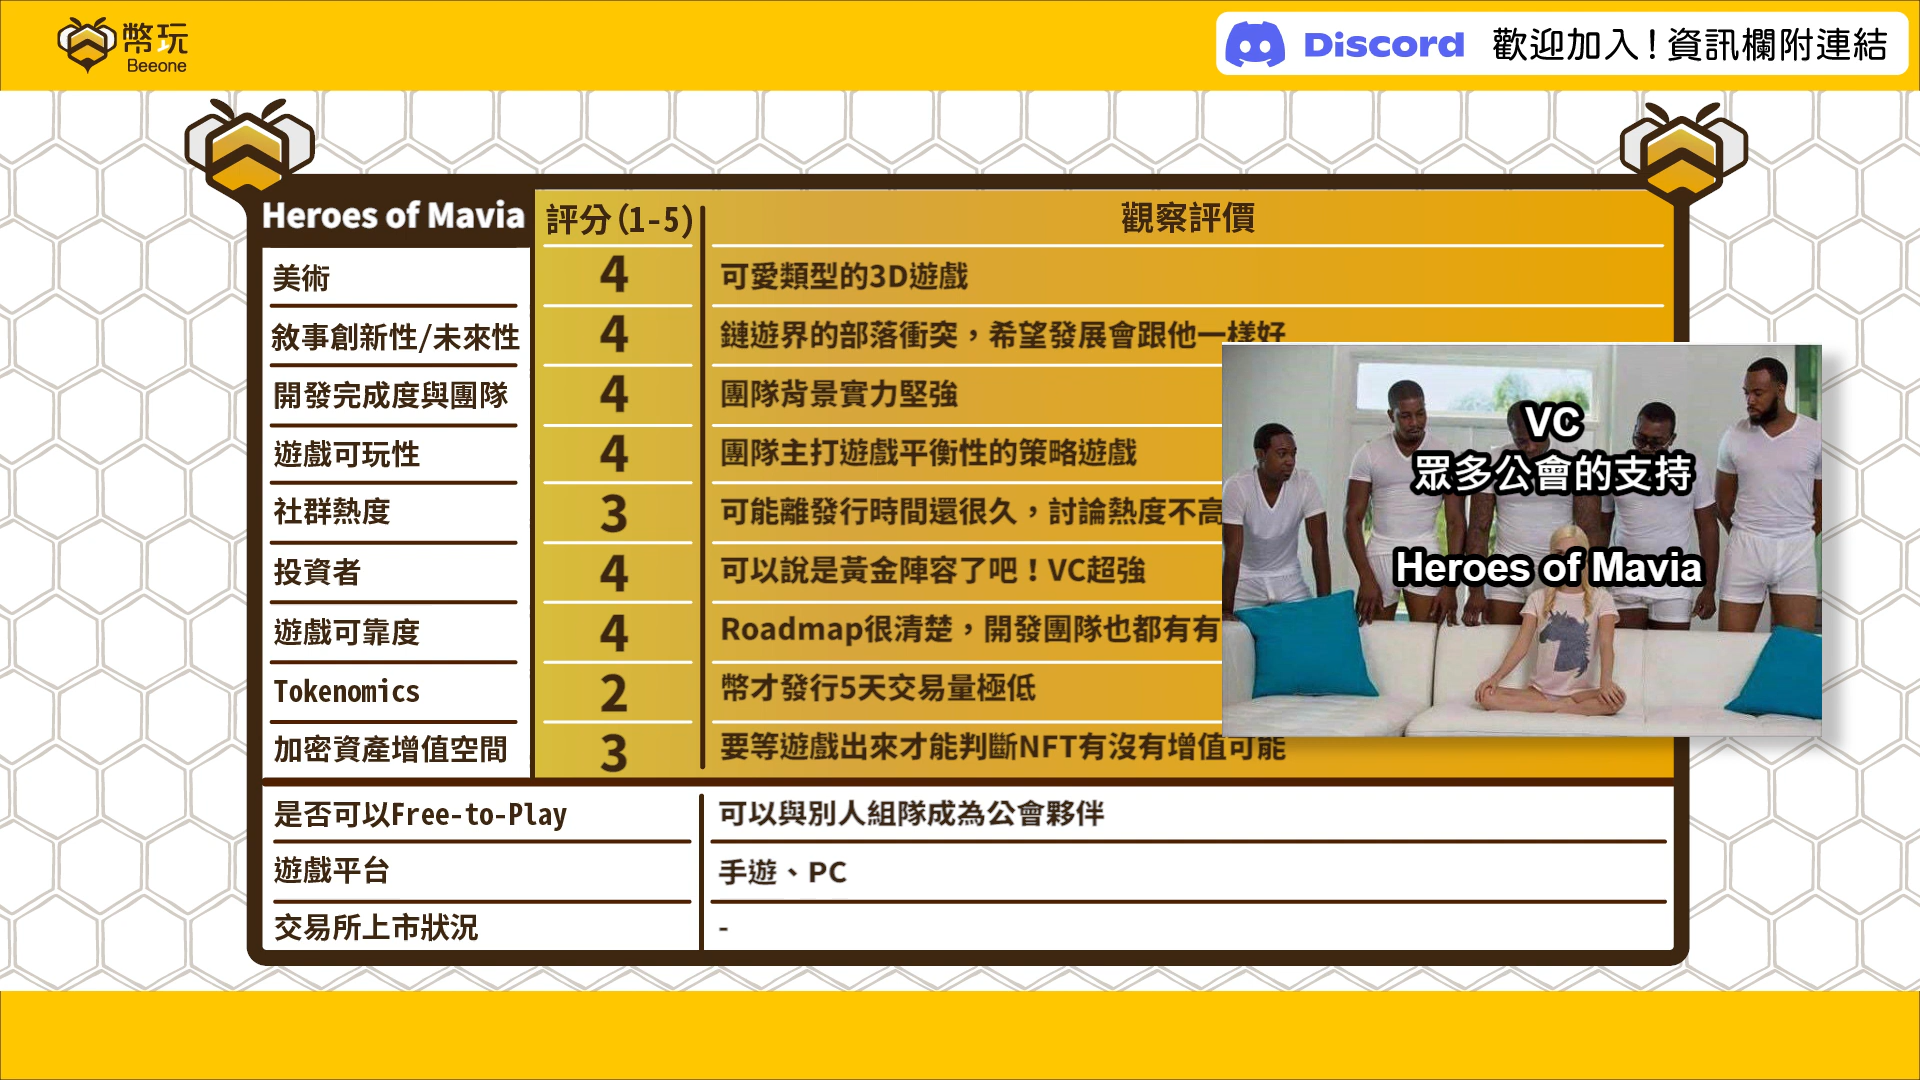 幣玩
Beeone
Discord 歡迎加入！資訊欄附連結
Heroes of Mavia 評分(1-5) 觀察評價
美術 4 可愛類型的3D遊戲
敘事創新性/未來性 4 鏈遊界的部落衝突，希望發展會跟他一樣好
開發完成度與團隊 4 團隊背景實力堅強
遊戲可玩性 4 團隊主打遊戲平衡性的策略遊戲
社群熱度 3 可能離發行時間還很久，討論熱度不高
投資者 4 可以說是黃金陣容了吧！VC超強
遊戲可靠度 4 Roadmap很清楚，開發團隊也都有有
Tokenomics 2 幣才發行5天交易量極低
加密資產增值空間 3 要等遊戲出來才能判斷NFT有沒有增值可能
VC
眾多公會的支持
Heroes of Mavia
是否可以Free-to-Play 可以與別人組隊成為公會夥伴
遊戲平台 手遊、PC
交易所上市狀況 -